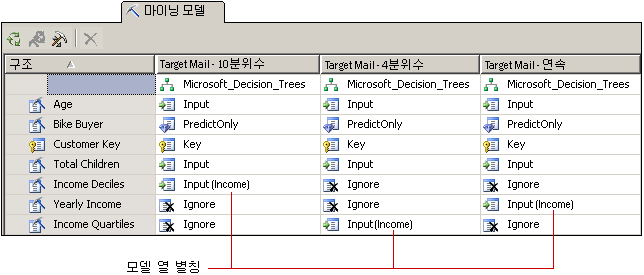 마이닝 모델
구조 Target Mail - 10분위수 Target Mail - 4분위수 Target Mail - 연속
Microsoft_Decision_Trees Microsoft_Decision_Trees Microsoft_Decision_Trees
Age Input Input Input
Bike Buyer PredictOnly PredictOnly PredictOnly
Customer Key Key Key Key
Total Children Input Input Input
Income Deciles Input(Income) Ignore Ignore
Yearly Income Ignore Ignore Input(Income)
Income Quartiles Ignore Input(Income) Ignore
모델 열 별칭